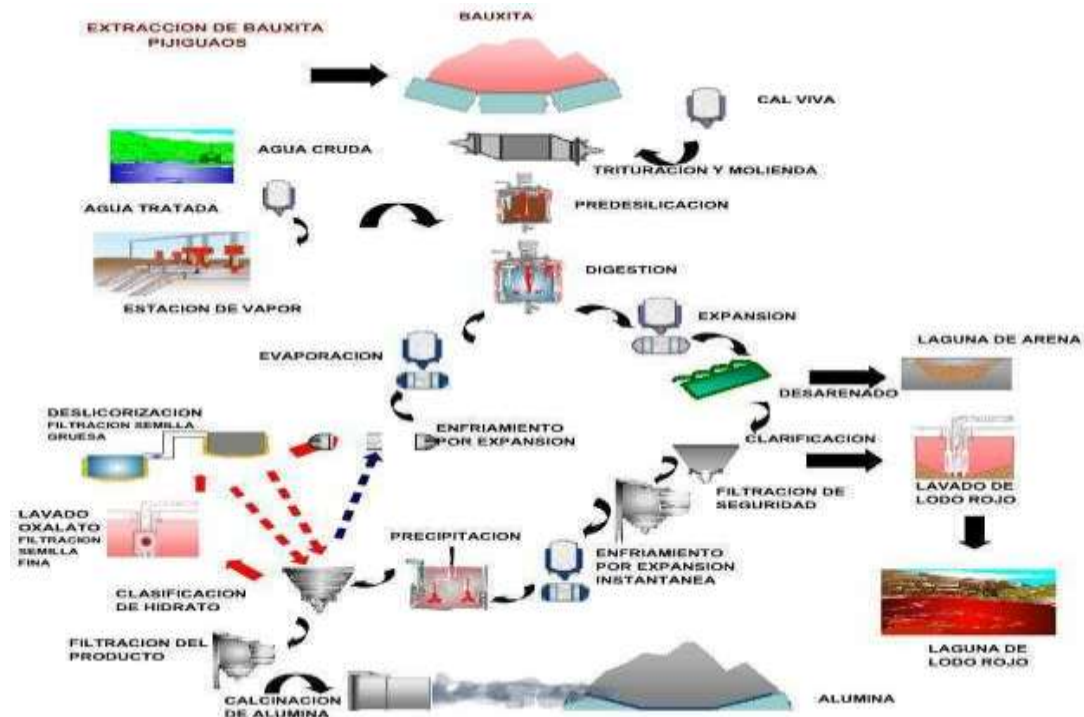 EXTRACCION DE BAUXITA
PIJIGUAOS
BAUXITA
CAL VIVA
AGUA CRUDA
TRITURACION Y MOLIENDA
PREDESILICACION
AGUA TRATADA
DIGESTION
ESTACION DE VAPOR
EXPANSION
EVAPORACION
LAGUNA DE ARENA
DESARENADO
DESLICORIZACION
FILTRACION SEMILLA
GRUESA
ENFRIAMIENTO
POR EXPANSION
CLARIFICACION
FILTRACION DE
SEGURIDAD
LAVADO DE
LODO ROJO
LAVADO
OXALATO
FILTRACION
SEMILLA
FINA
PRECIPITACION
ENFRIAMIENTO
POR EXPANSION
INSTANTANEA
CLASIFICACION
DE HIDRATO
FILTRACION DEL
PRODUCTO
LAGUNA DE
LODO ROJO
CALCINACION
DE ALUMINA
ALUMINA